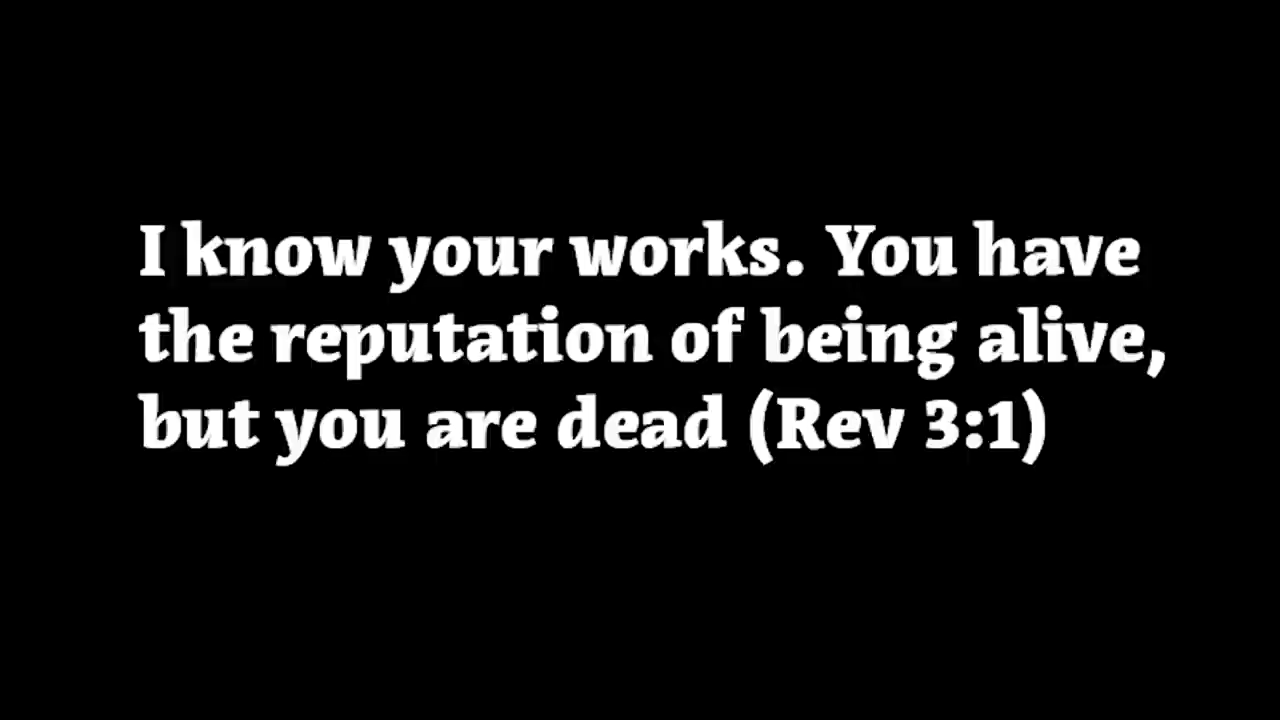 I know your works. You have
the reputation of being alive,
but you are dead (Rev 3:1)